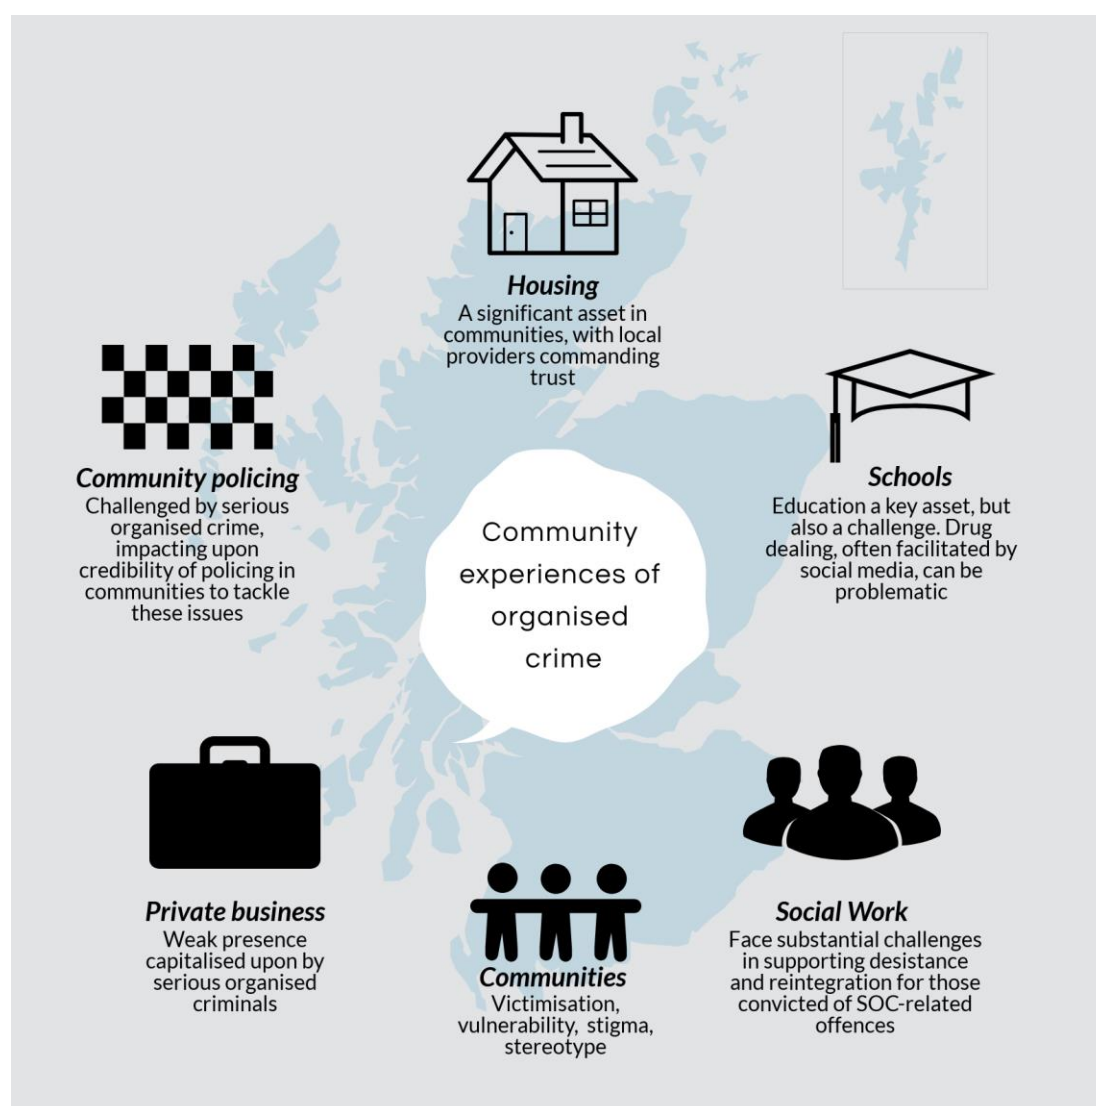 Housing
A significant asset in
communities, with local
providers commanding
trust
Community policing
Challenged by serious
organised crime,
impacting upon
credibility of policing in
communities to tackle
these issues
Schools
Education a key asset, but
also a challenge. Drug
dealing, often facilitated by
social media, can be
problematic
Community
experiences of
organised
crime
Private business
Weak presence
capitalised upon by
serious organised
criminals
Communities
Victimisation,
vulnerability, stigma,
stereotype
Social Work
Face substantial challenges
in supporting desistance
and reintegration for those
convicted of SOC-related
offences